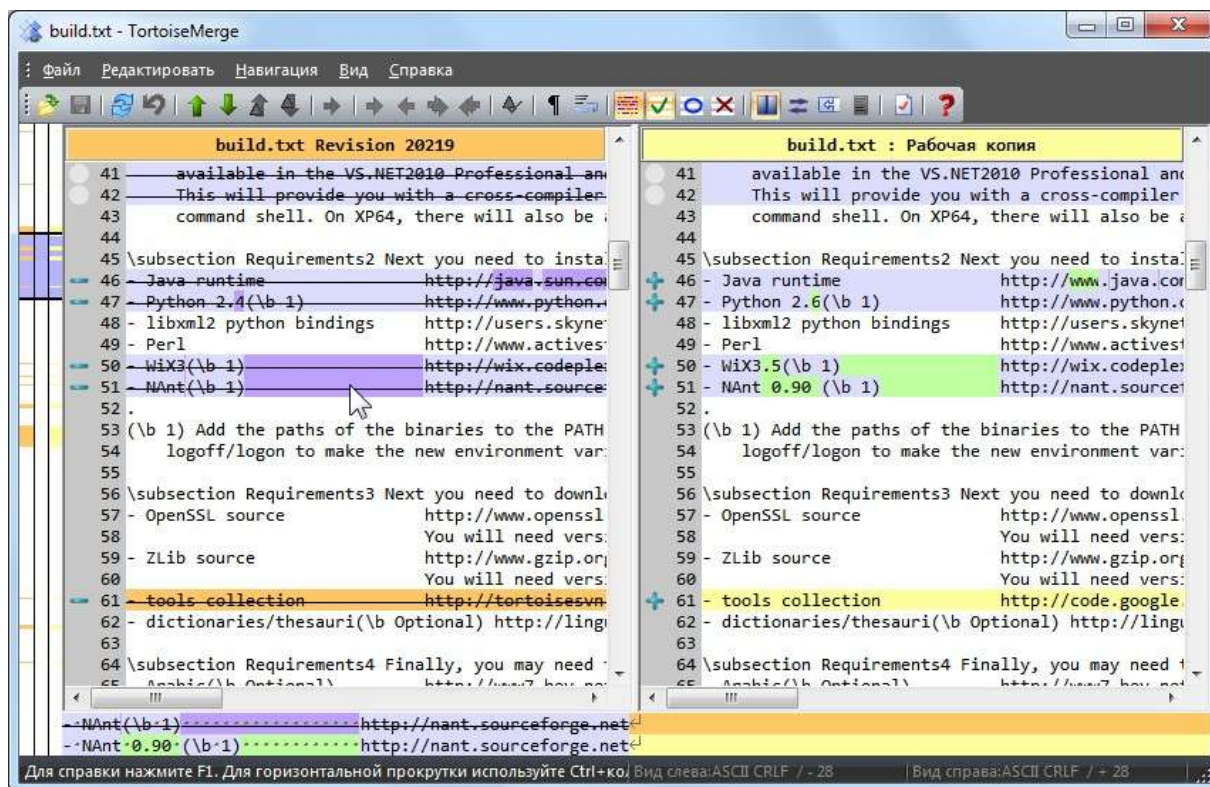 build.txt - TortoiseMerge
Файл Редактировать Навигация Вид Справка
build.txt Revision 20219
41 available in the VS.NET2010 Professional and
42 This will provide you with a cross-compiler
43 command shell. On XP64, there will also be
44
45 \subsection Requirements2 Next you need to instal
46 - Java runtime http://java.sun.co
47 - Python 2.4(\b 1) http://www.python.
48 - libxml2 python bindings http://users.skyne
49 - Perl http://www.actives
50 - WiX3(\b 1) http://wix.codeple
51 - NAnt(\b 1) http://nant.source
52 .
53 (\b 1) Add the paths of the binaries to the PATH
54 logoff/logon to make the new environment var
55
56 \subsection Requirements3 Next you need to downl
57 - OpenSSL source http://www.openssl
58 You will need vers
59 - ZLib source http://www.gzip.or
60 You will need vers
61 - tools collection http://tortoisesvn
62 - dictionaries/thesauri(\b Optional) http://ling
63
64 \subsection Requirements4 Finally, you may need
65 Arabic(\b Optional)
build.txt : Рабочая копия
41 available in the VS.NET2010 Professional and
42 This will provide you with a cross-compiler
43 command shell. On XP64, there will also be
44
45 \subsection Requirements2 Next you need to instal
46 - Java runtime http://www.java.co
47 - Python 2.6(\b 1) http://www.python.
48 - libxml2 python bindings http://users.skyne
49 - Perl http://www.actives
50 - WiX3.5(\b 1) http://wix.codeple
51 - NAnt 0.90 (\b 1) http://nant.source
52 .
53 (\b 1) Add the paths of the binaries to the PATH
54 logoff/logon to make the new environment var
55
56 \subsection Requirements3 Next you need to downlo
57 - OpenSSL source http://www.openssl.
58 You will need vers
59 - ZLib source http://www.gzip.org
60 You will need vers
61 - tools collection http://code.google.
62 - dictionaries/thesauri(\b Optional) http://ling
63
64 \subsection Requirements4 Finally, you may need
65 Arabic(\b Optional)
- NAnt(\b 1)··················http://nant.sourceforge.net
- NAnt 0.90 (\b 1)············http://nant.sourceforge.net
Для справки нажмите F1. Для горизонтальной прокрутки используйте Ctrl+ко Вид слева:ASCII CRLF / - 28 Вид справа:ASCII CRLF / + 28